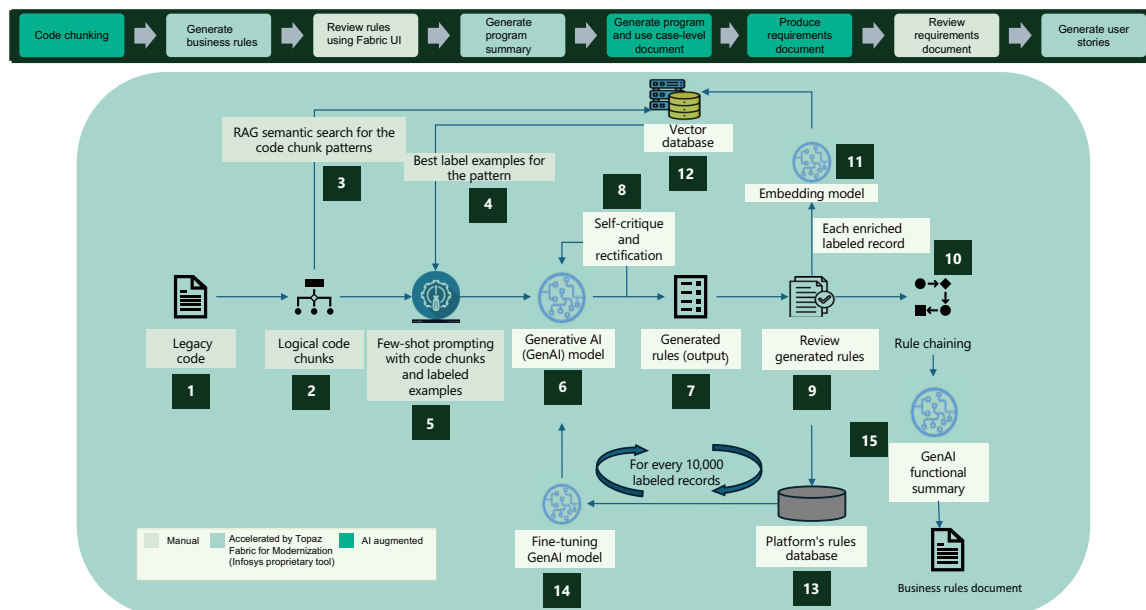 Code chunking
Generate
business rules
Review rules
using Fabric UI
Generate
program
summary
Generate program
and use case-level
document
Produce
requirements
document
Review
requirements
document
Generate user
stories
RAG semantic search for the
code chunk patterns
3
Best label examples for
the pattern
4
Vector
database
12
8
Self-critique
and
rectification
11
Embedding model
Each enriched
labeled record
10
Legacy
code
1
Logical code
chunks
2
Few-shot prompting
with code chunks
and labeled
examples
5
Generative AI
(GenAI) model
6
Generated
rules (output)
7
Review
generated rules
9
Rule chaining
15
GenAI
functional
summary
For every 10,000
labeled records
Fine-tuning
GenAI model
14
Platform's rules
database
13
Business rules document
Manual
Accelerated by Topaz
Fabric for Modernization
(Infosys proprietary tool)
AI augmented